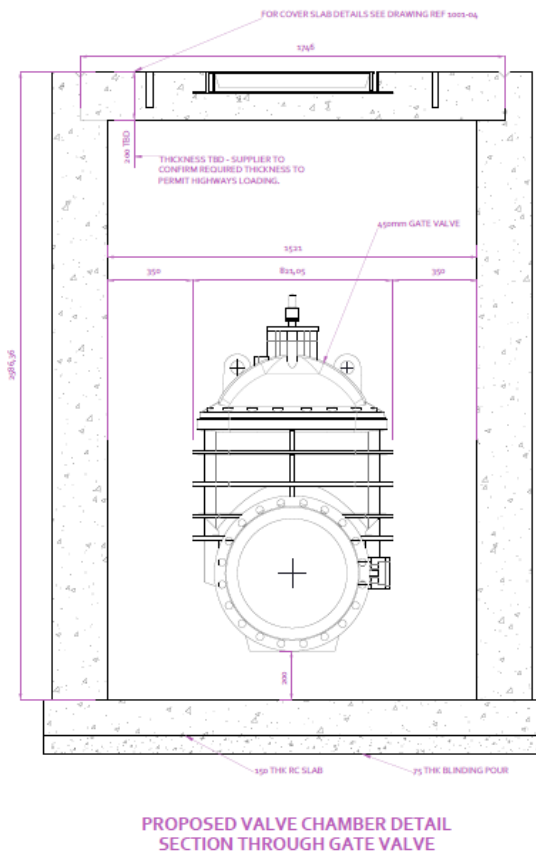 FOR COVER SLAB DETAILS SEE DRAWING REF 1001-04
1746
200 TBD
THICKNESS TBD - SUPPLIER TO
CONFIRM REQUIRED THICKNESS TO
PERMIT HIGHWAYS LOADING.
450mm GATE VALVE
1521
350
821,05
350
2586,36
200
150 THK RC SLAB
75 THK BLINDING POUR
PROPOSED VALVE CHAMBER DETAIL
SECTION THROUGH GATE VALVE